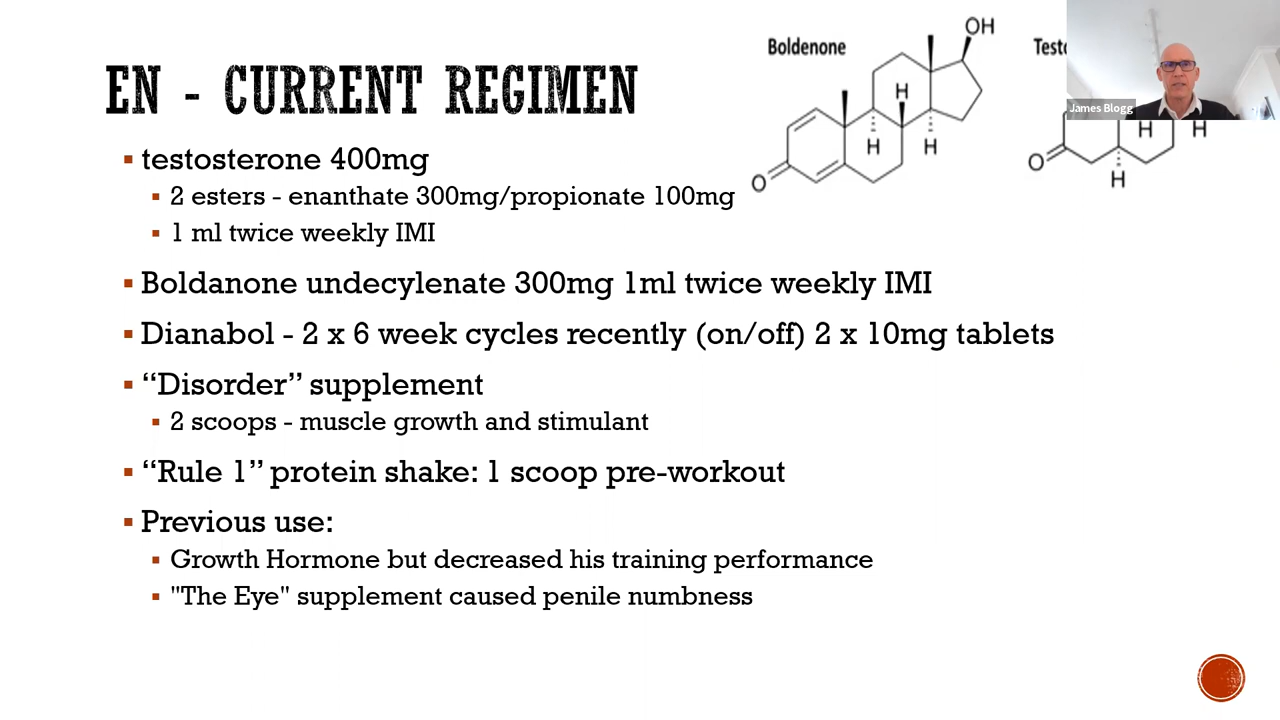 EN - CURRENT REGIMEN
Boldenone
OH
H
H
H
O
H
H
O
H
James Blogg
testosterone 400mg
2 esters - enanthate 300mg/propionate 100mg
1 ml twice weekly IMI
Boldanone undecylenate 300mg 1ml twice weekly IMI
Dianabol - 2 x 6 week cycles recently (on/off) 2 x 10mg tablets
“Disorder” supplement
2 scoops - muscle growth and stimulant
“Rule 1” protein shake: 1 scoop pre-workout
Previous use:
Growth Hormone but decreased his training performance
"The Eye" supplement caused penile numbness